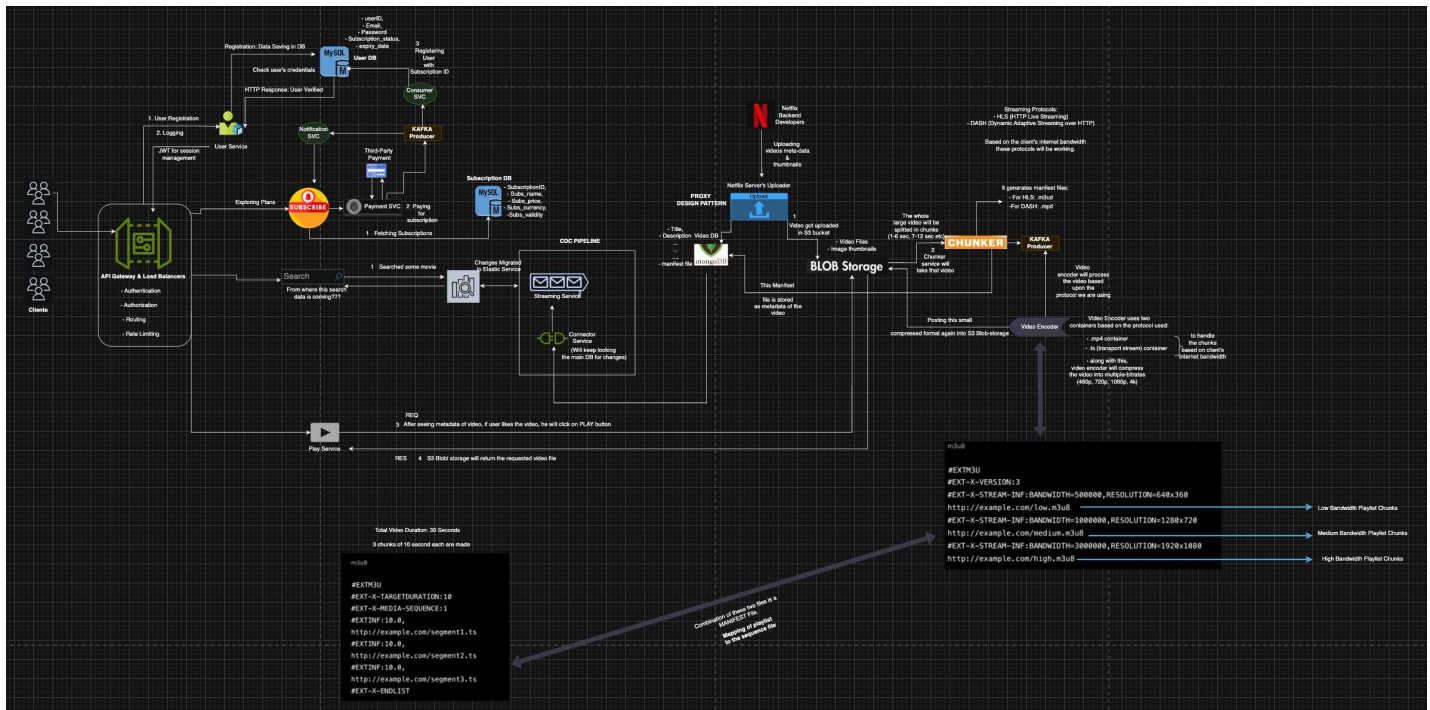 - userID,
- Email,
- Password
- Subscription_status,
- expiry_date
MySQL
User DB
Registration: Data Saving in DB
Check user's credentials
HTTP Response: User Verified
3
Registering
User
with
Subscription ID
Consumer
SVC
1. User Registration
2. Logging
JWT for session
management
User Service
Notification
SVC
KAFKA
Producer
Third-Party
Payment
SUBSCRIBE
Payment SVC
2 Paying
for
subscription
Exploring Plans
1 Fetching Subscriptions
Subscription DB
MySQL
- SubscriptionID,
- Subs_name,
- Subs_price,
- Subs_currency,
-Subs_validity
Clients
API Gateway & Load Balancers
- Authentication
- Authorization
- Routing
- Rate Limiting
Search
From where this search
data is coming???
1 Searched some movie
Changes Migrated
to Elastic Service
CDC PIPELINE
Streaming Service
Connector
Service
(Will keep looking
the main DB for changes)
Netflix
Backend
Developers
Uploading
videos meta-data
&
thumbnails
Netflix Server's Uploader
Upload
PROXY
DESIGN PATTERN
- Title,
- Description
...
...
- manifest file
Video DB
mongoDB
1
Video got uploaded
in S3 bucket
- Video Files
- Image thumbnails
BLOB Storage
The whole
large video will be
splitted in chunks
(1-6 sec, 7-12 sec etc)
2.
Chunker
service will
take that video
CHUNKER
KAFKA
Producer
Streaming Protocols:
- HLS (HTTP Live Streaming)
- DASH (Dynamic Adaptive Streaming over HTTP)
Based on the client's internet bandwidth
these protocols will be working.
It generates manifest files:
- For HLS: .m3ud
-For DASH: .mpd
This Manifest
file is stored
as metadata of the
video
Video
encoder will process
the video based
upon the
protocol we are using
Posting this small
compressed format again into S3 Blob-storage
Video Encoder
Video Encoder uses two
containers based on the protocol used:
- .mp4 container
- .ts (transport stream) container
- along with this,
video encoder will compress
the video into multiple-bitrates
(480p, 720p, 1080p, 4k)
to handle
the chunks
based on client's
internet bandwidth
REQ
3 After seeing metadata of video, if user likes the video, he will click on PLAY button
Play Service
RES 4 S3 Blobl storage will return the requested video file
m3u8
#EXTM3U
#EXT-X-VERSION:3
#EXT-X-STREAM-INF:BANDWIDTH=500000,RESOLUTION=640x360
http://example.com/low.m3u8
#EXT-X-STREAM-INF:BANDWIDTH=1000000,RESOLUTION=1280x720
http://example.com/medium.m3u8
#EXT-X-STREAM-INF:BANDWIDTH=3000000,RESOLUTION=1920x1080
http://example.com/high.m3u8
Low Bandwidth Playlist Chunks
Medium Bandwidth Playlist Chunks
High Bandwidth Playlist Chunks
Total Video Duration: 30 Seconds
3 chunks of 10 second each are made
m3u8
#EXTM3U
#EXT-X-TARGETDURATION:10
#EXT-X-MEDIA-SEQUENCE:1
#EXTINF:10.0,
http://example.com/segment1.ts
#EXTINF:10.0,
http://example.com/segment2.ts
#EXTINF:10.0,
http://example.com/segment3.ts
#EXT-X-ENDLIST
Combination of these two files is a
MANIFEST File.
Mapping of playlist
to the sequence file